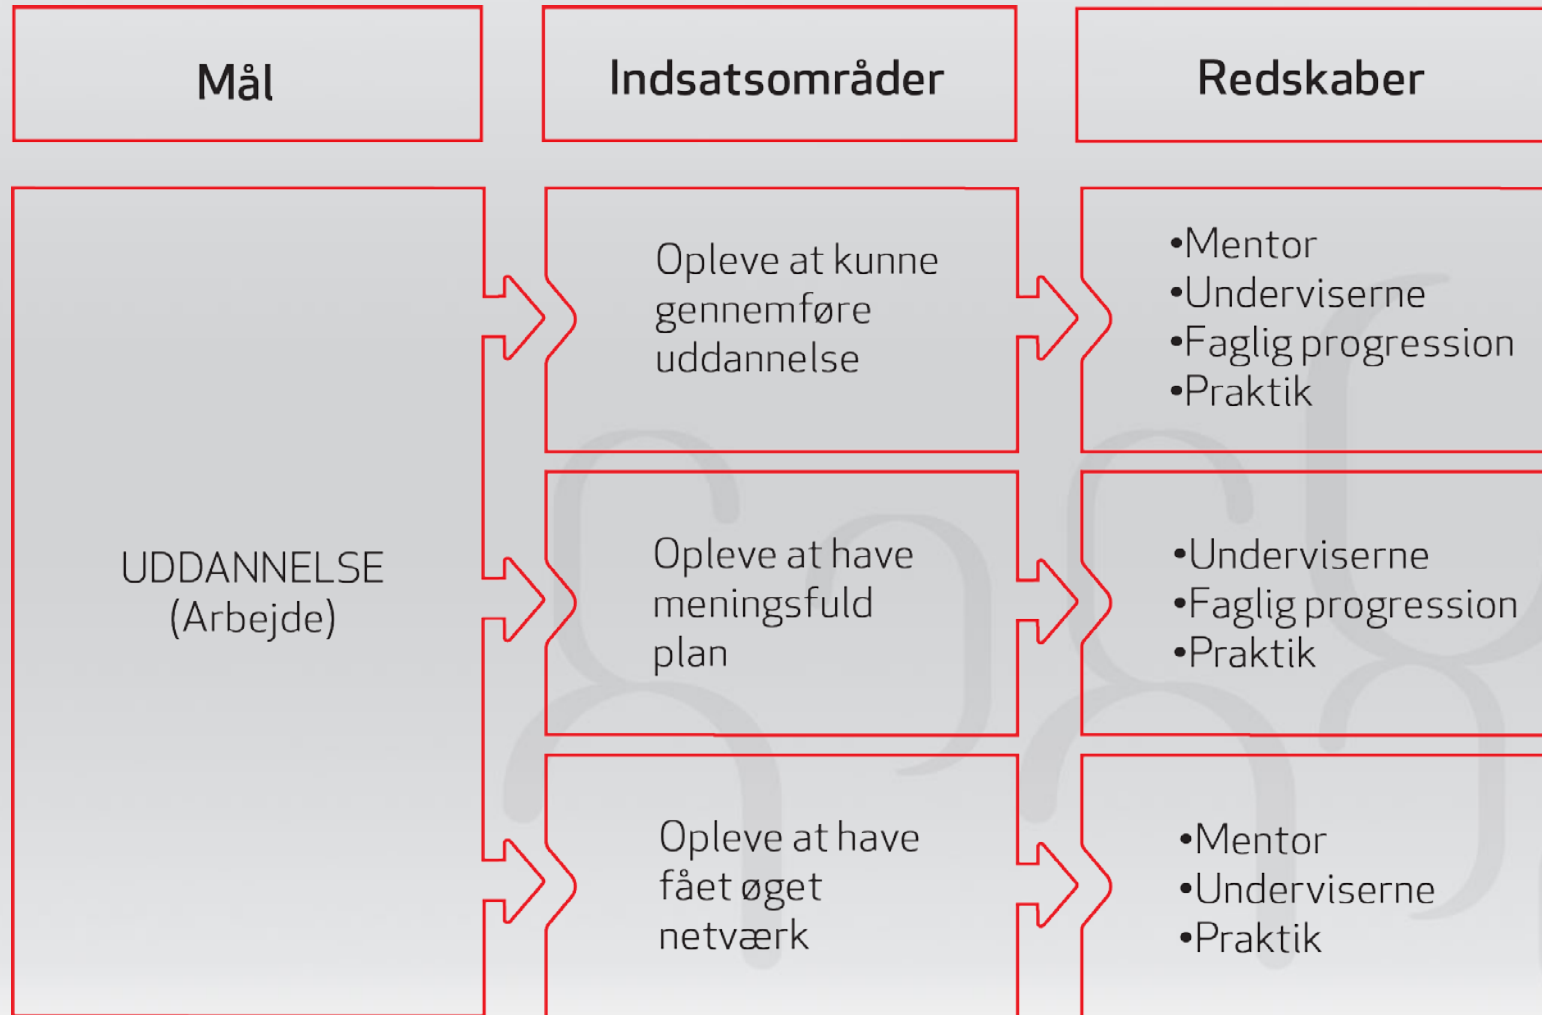 Mål
Indsatsområder
Redskaber
UDDANNELSE
(Arbejde)
Opleve at kunne
gennemføre
uddannelse
•Mentor
•Underviserne
•Faglig progression
•Praktik
Opleve at have
meningsfuld
plan
•Underviserne
•Faglig progression
•Praktik
Opleve at have
fået øget
netværk
•Mentor
•Underviserne
•Praktik